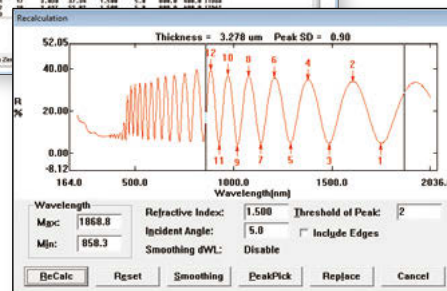 Recalculation
Thickness = 3.278 um Peak SD = 0.90
52.05
40.00
20.00
0.00
-8.12
R
%
12 10 8 6 4 2
11 9 7 5 3 1
164.0 500.0 1000.0 1500.0 2036.
Wavelength[nm]
Wavelength
Max: 1868.8
Min: 858.3
Refractive Index: 1.500
Incident Angle: 5.0
Smoothing dWL: Disable
Threshold of Peak: 2
Include Edges
ReCalc Reset Smoothing PeakPick Replace Cancel